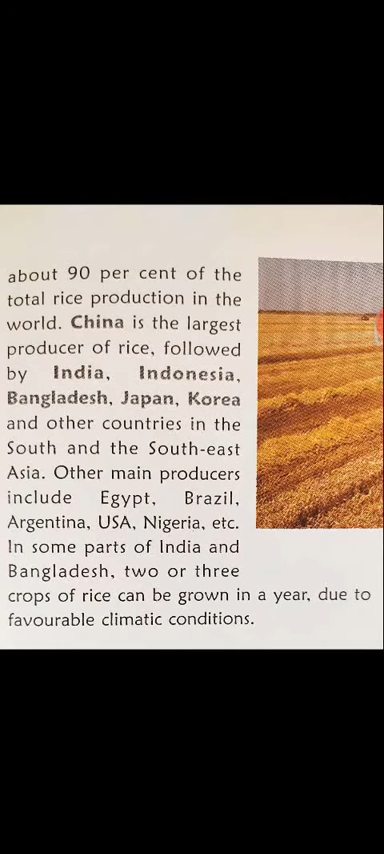 about 90 per cent of the
total rice production in the
world. China is the largest
producer of rice, followed
by India, Indonesia,
Bangladesh, Japan, Korea
and other countries in the
South and the South-east
Asia. Other main producers
include Egypt, Brazil,
Argentina, USA, Nigeria, etc.
In some parts of India and
Bangladesh, two or three
crops of rice can be grown in a year, due to
favourable climatic conditions.